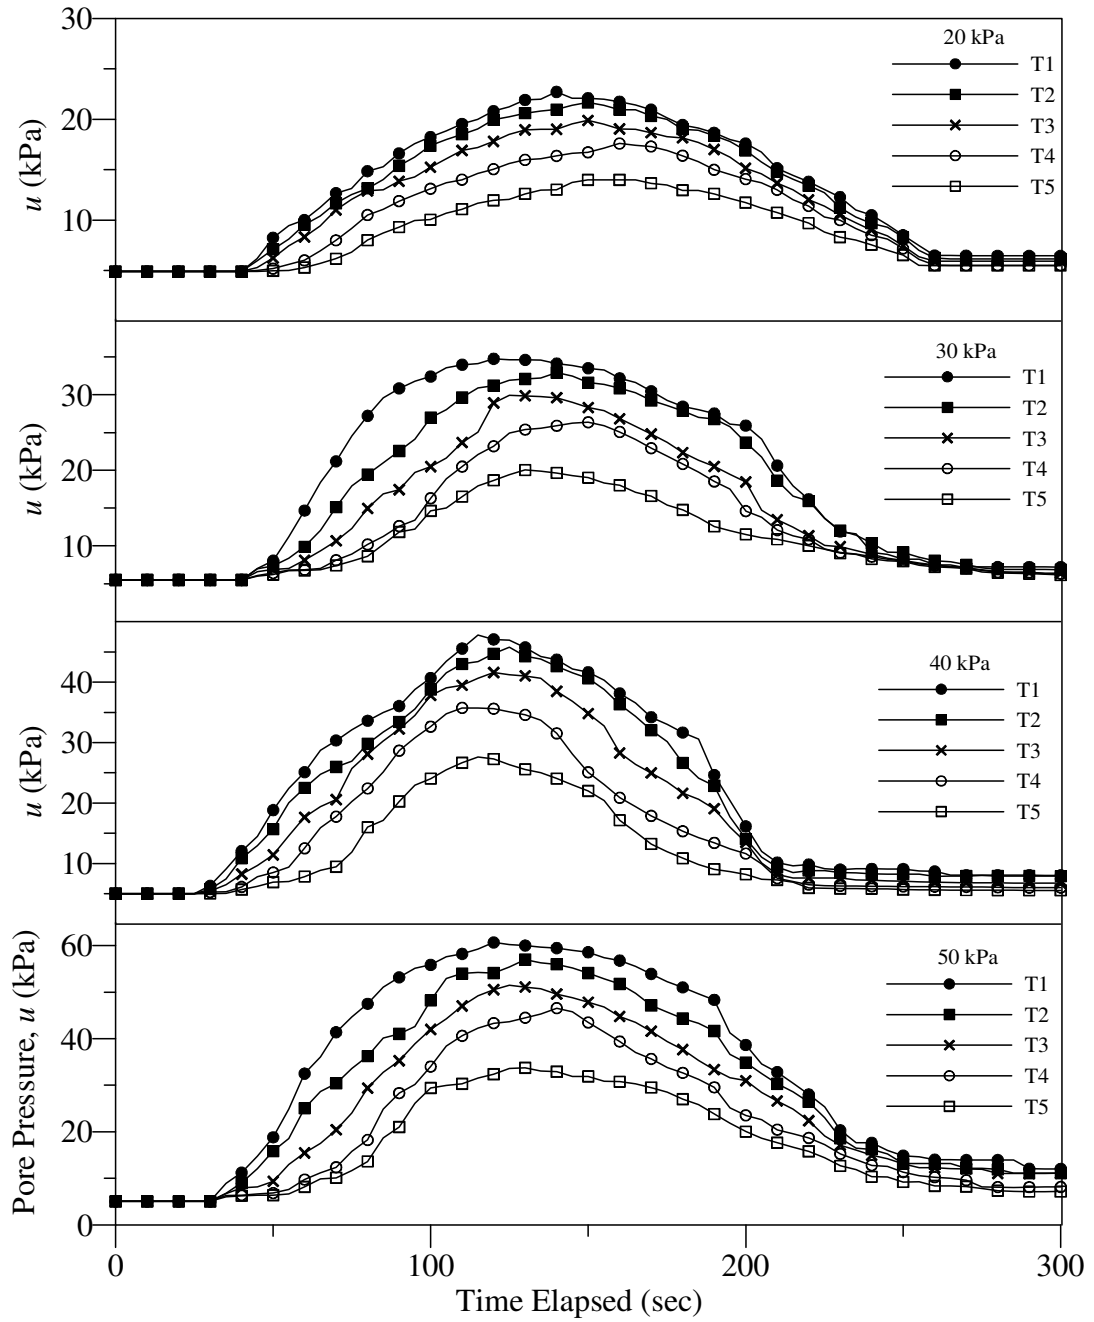 30
20
10
u (kPa)
20 kPa
T1
T2
T3
T4
T5
30
20
10
u (kPa)
30 kPa
T1
T2
T3
T4
T5
40
30
20
10
u (kPa)
40 kPa
T1
T2
T3
T4
T5
60
40
20
0
Pore Pressure, u (kPa)
50 kPa
T1
T2
T3
T4
T5
0 100 200 300
Time Elapsed (sec)